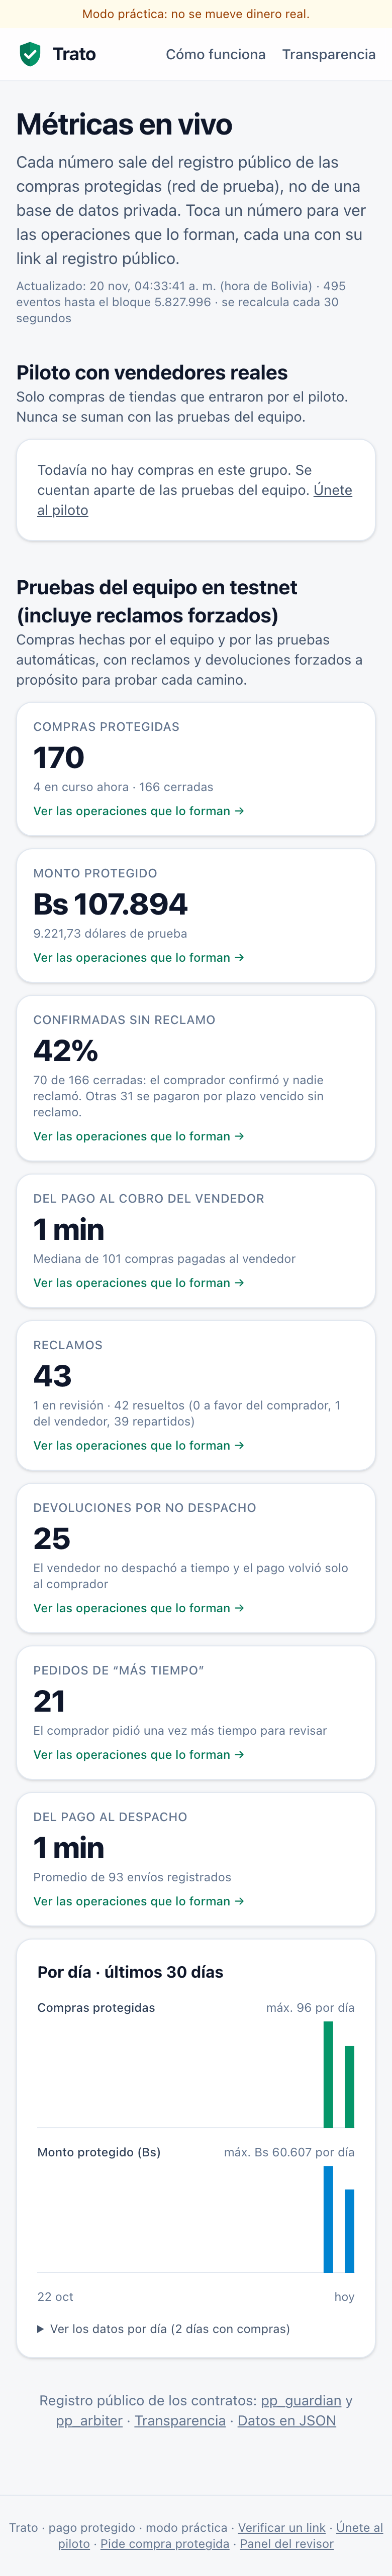 Modo práctica: no se mueve dinero real.
Trato
Cómo funciona
Transparencia
Métricas en vivo
Cada número sale del registro público de las
compras protegidas (red de prueba), no de una
base de datos privada. Toca un número para ver
las operaciones que lo forman, cada una con su
link al registro público.
Actualizado: 20 nov, 04:33:41 a. m. (hora de Bolivia) · 495
eventos hasta el bloque 5.827.996 · se recalcula cada 30
segundos
Piloto con vendedores reales
Solo compras de tiendas que entraron por el piloto.
Nunca se suman con las pruebas del equipo.
Todavía no hay compras en este grupo. Se
cuentan aparte de las pruebas del equipo. Únete
al piloto
Pruebas del equipo en testnet
(incluye reclamos forzados)
Compras hechas por el equipo y por las pruebas
automáticas, con reclamos y devoluciones forzados a
propósito para probar cada camino.
COMPRAS PROTEGIDAS
170
4 en curso ahora · 166 cerradas
Ver las operaciones que lo forman →
MONTO PROTEGIDO
Bs 107.894
9.221,73 dólares de prueba
Ver las operaciones que lo forman →
CONFIRMADAS SIN RECLAMO
42%
70 de 166 cerradas: el comprador confirmó y nadie
reclamó. Otras 31 se pagaron por plazo vencido sin
reclamo.
Ver las operaciones que lo forman →
DEL PAGO AL COBRO DEL VENDEDOR
1 min
Mediana de 101 compras pagadas al vendedor
Ver las operaciones que lo forman →
RECLAMOS
43
1 en revisión · 42 resueltos (0 a favor del comprador, 1
del vendedor, 39 repartidos)
Ver las operaciones que lo forman →
DEVOLUCIONES POR NO DESPACHO
25
El vendedor no despachó a tiempo y el pago volvió solo
al comprador
Ver las operaciones que lo forman →
PEDIDOS DE “MÁS TIEMPO”
21
El comprador pidió una vez más tiempo para revisar
Ver las operaciones que lo forman →
DEL PAGO AL DESPACHO
1 min
Promedio de 93 envíos registrados
Ver las operaciones que lo forman →
Por día · últimos 30 días
Compras protegidas
máx. 96 por día
Monto protegido (Bs)
máx. Bs 60.607 por día
22 oct
hoy
▶ Ver los datos por día (2 días con compras)
Registro público de los contratos: pp_guardian y
pp_arbiter · Transparencia · Datos en JSON
Trato · pago protegido · modo práctica · Verificar un link · Únete al
piloto · Pide compra protegida · Panel del revisor